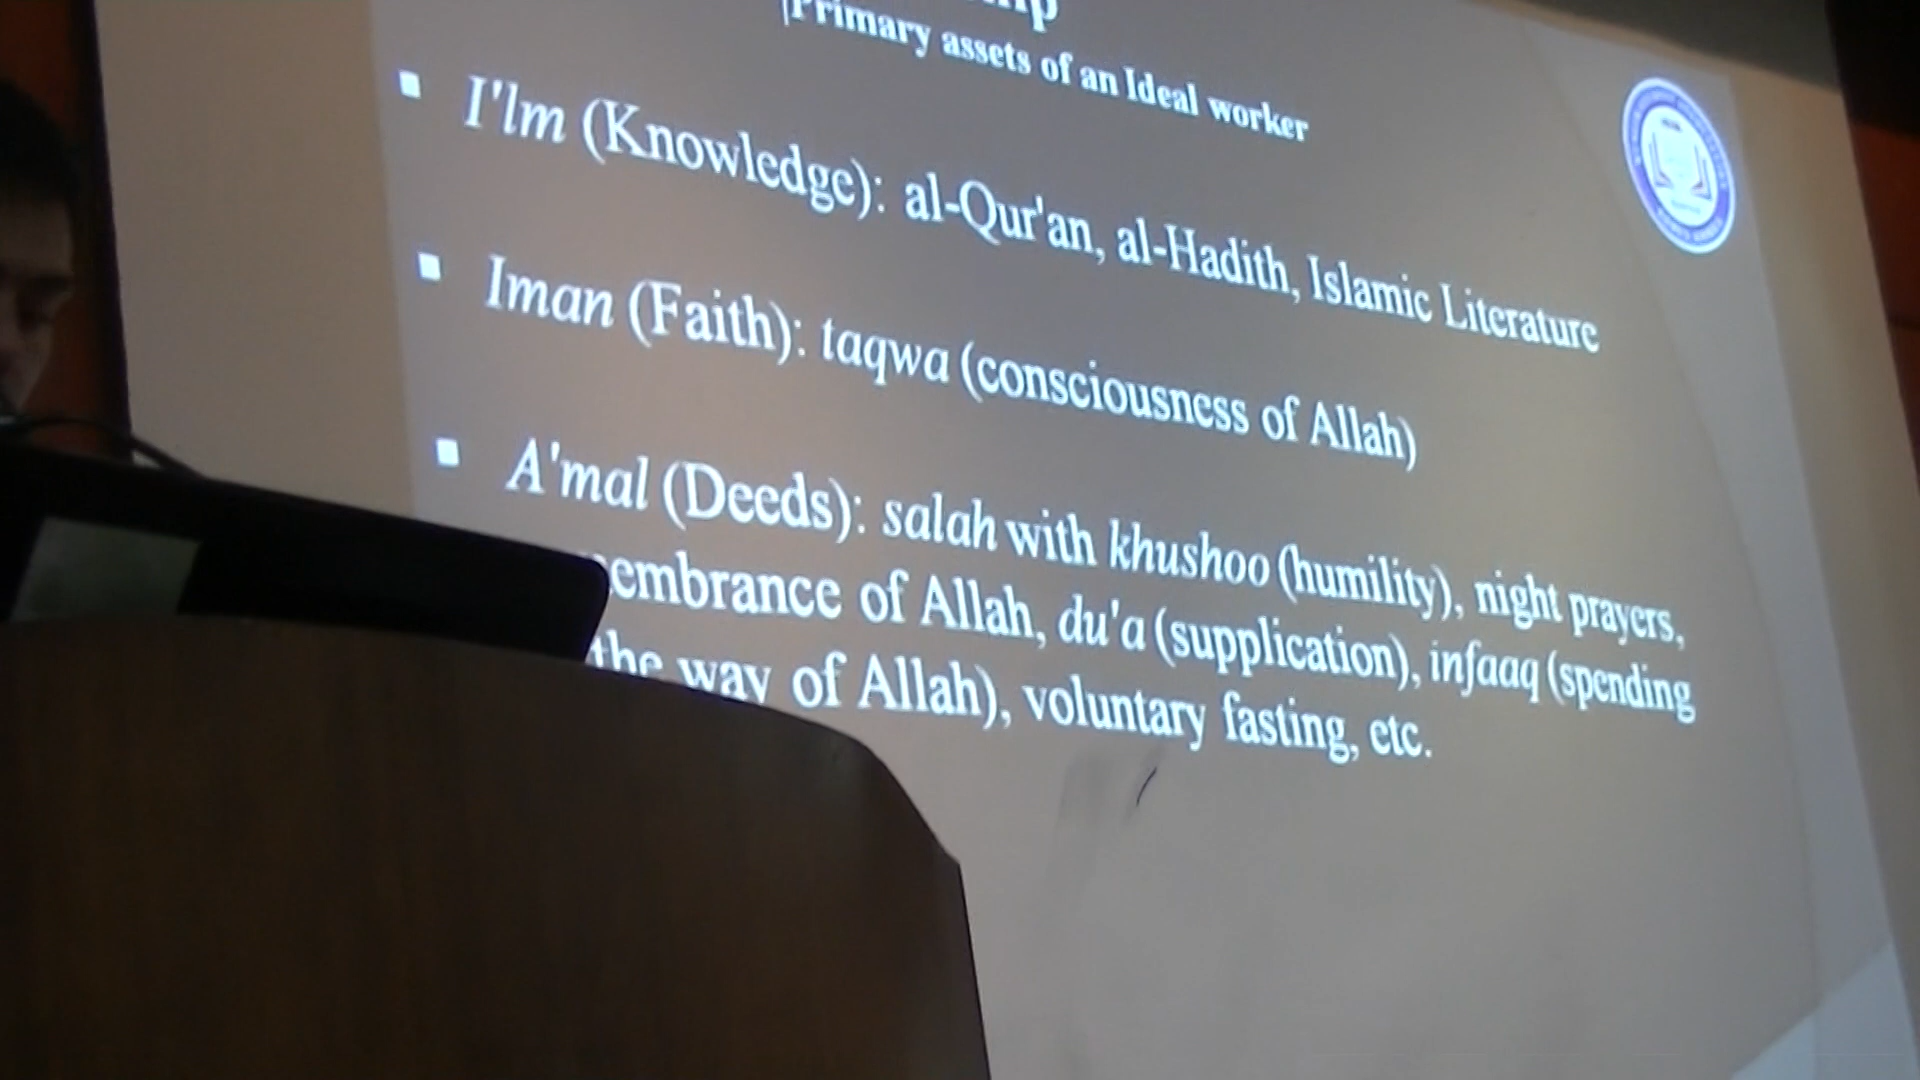 Primary assets of an Ideal worker
I'lm (Knowledge): al-Qur'an, al-Hadith, Islamic Literature
Iman (Faith): taqwa (consciousness of Allah)
A'mal (Deeds): salah with khushoo (humility), night prayers,
embrance of Allah, du'a (supplication), infaaq (spending
the way of Allah), voluntary fasting, etc.